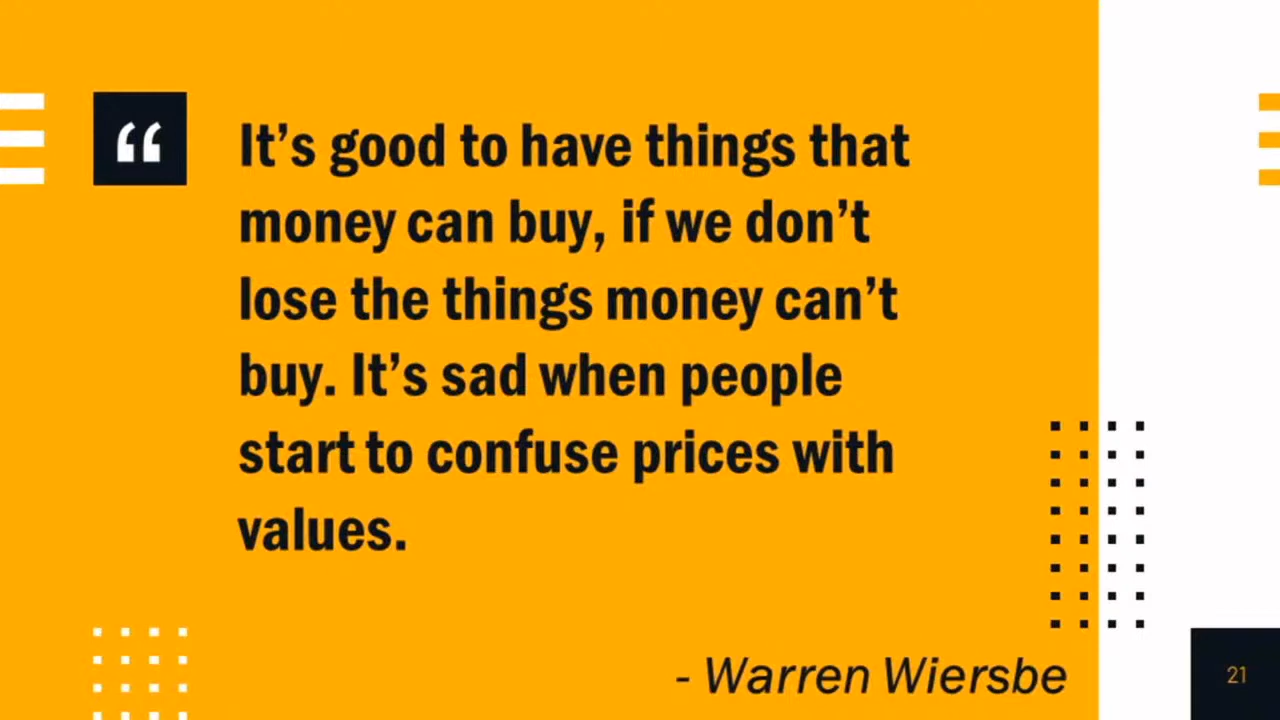 “
It’s good to have things that
money can buy, if we don’t
lose the things money can’t
buy. It’s sad when people
start to confuse prices with
values.
- Warren Wiersbe
21